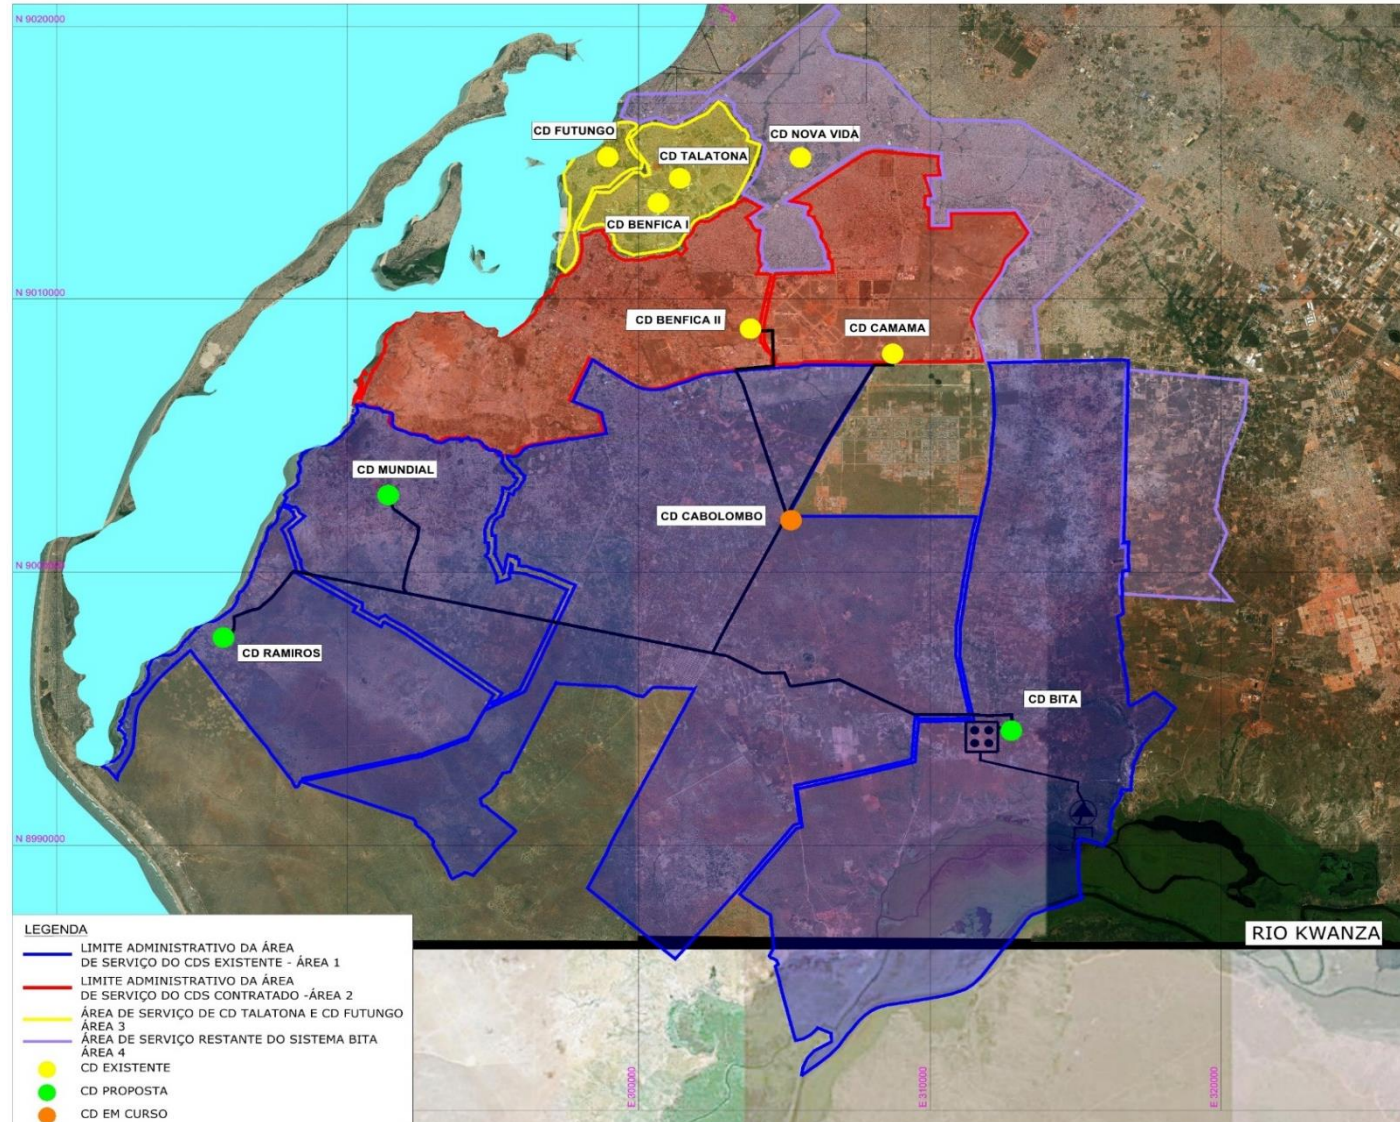 N 9020000
CD FUTUNGO
CD NOVA VIDA
CD TALATONA
CD BENFICA I
N 9010000
CD BENFICA II
CD CAMAMA
CD MUNDIAL
CD CABOLOMBO
N 9000000
CD RAMIROS
CD BITA
N 8990000
RIO KWANZA
LEGENDA
LIMITE ADMINISTRATIVO DA ÁREA
DE SERVIÇO DO CDS EXISTENTE - ÁREA 1
LIMITE ADMINISTRATIVO DA ÁREA
DE SERVIÇO DO CDS CONTRATADO -ÁREA 2
ÁREA DE SERVIÇO DE CD TALATONA E CD FUTUNGO
ÁREA 3
ÁREA DE SERVIÇO RESTANTE DO SISTEMA BITA
ÁREA 4
CD EXISTENTE
CD PROPOSTA
CD EM CURSO
E 300000
E 310000
E 320000